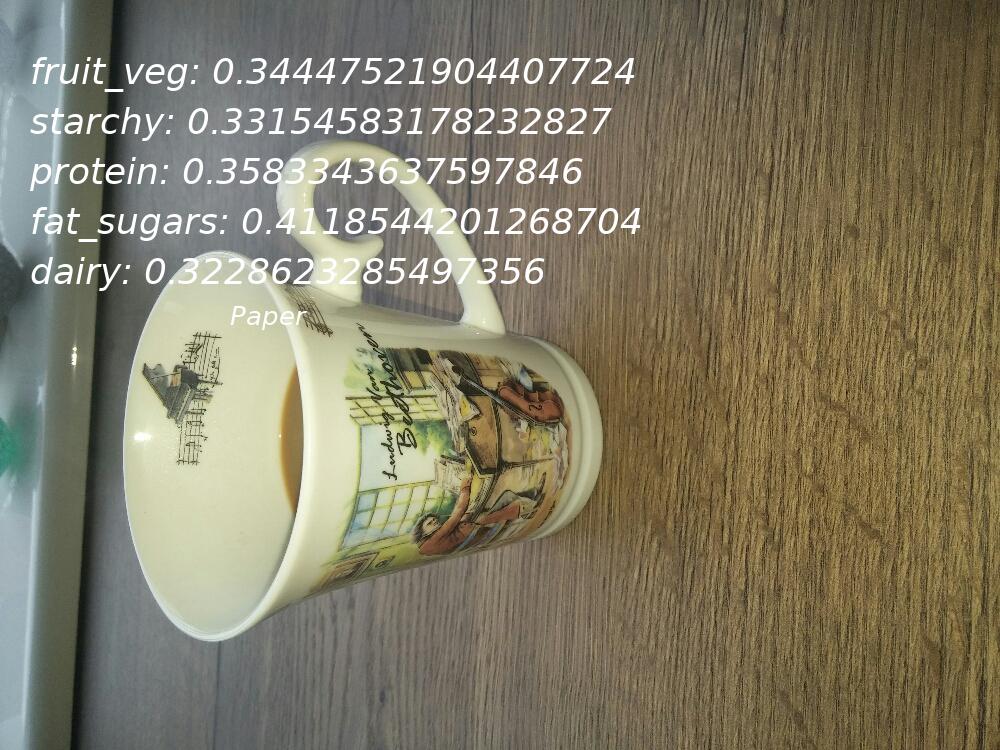 fruit_veg: 0.34447521904407724
starchy: 0.33154583178232827
protein: 0.3583343637597846
fat_sugars: 0.4118544201268704
dairy: 0.3228623285497356
Paper
Ludwig Van
Beethoven